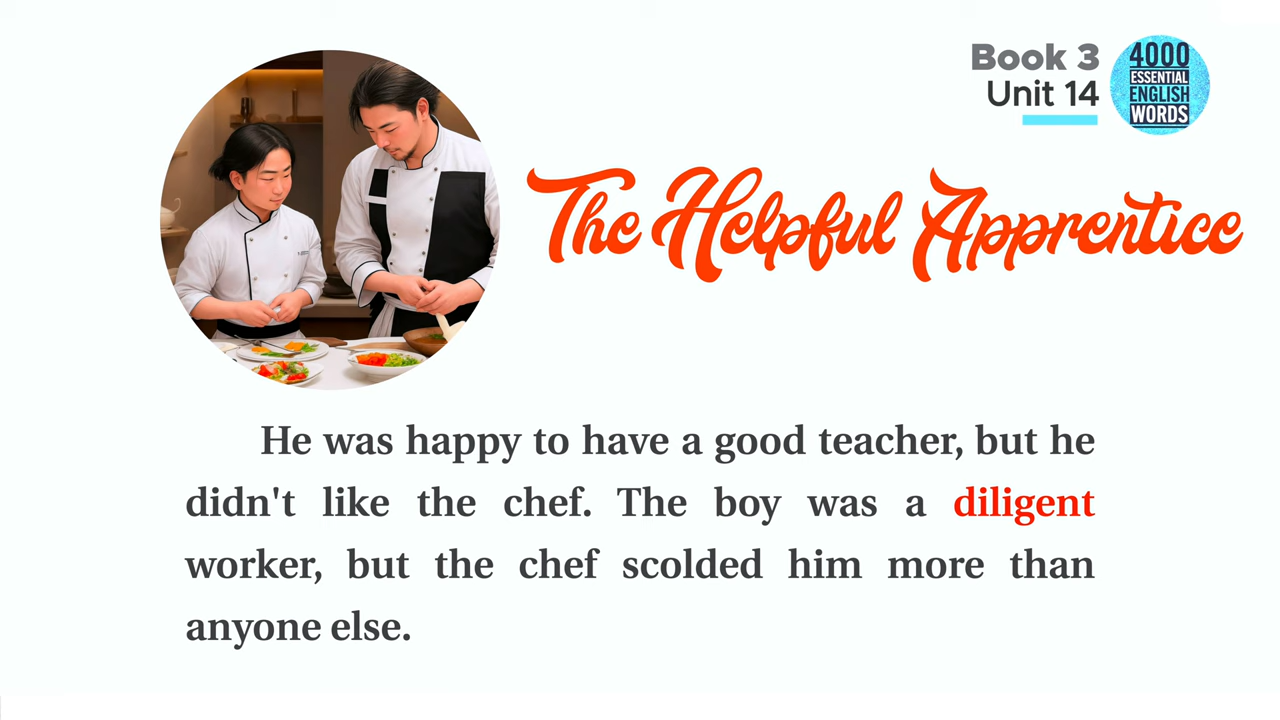 Book 3
Unit 14
4000
ESSENTIAL
ENGLISH
WORDS
The Helpful Apprentice
He was happy to have a good teacher, but he
didn't like the chef. The boy was a diligent
worker, but the chef scolded him more than
anyone else.